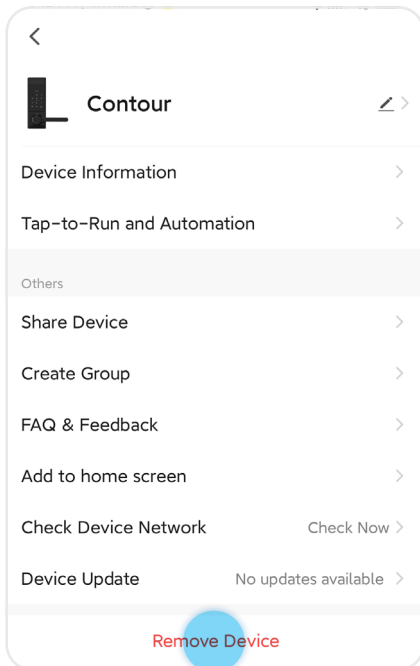 Contour
Device Information
Tap-to-Run and Automation
Others
Share Device
Create Group
FAQ & Feedback
Add to home screen
Check Device Network Check Now
Device Update No updates available
Remove Device